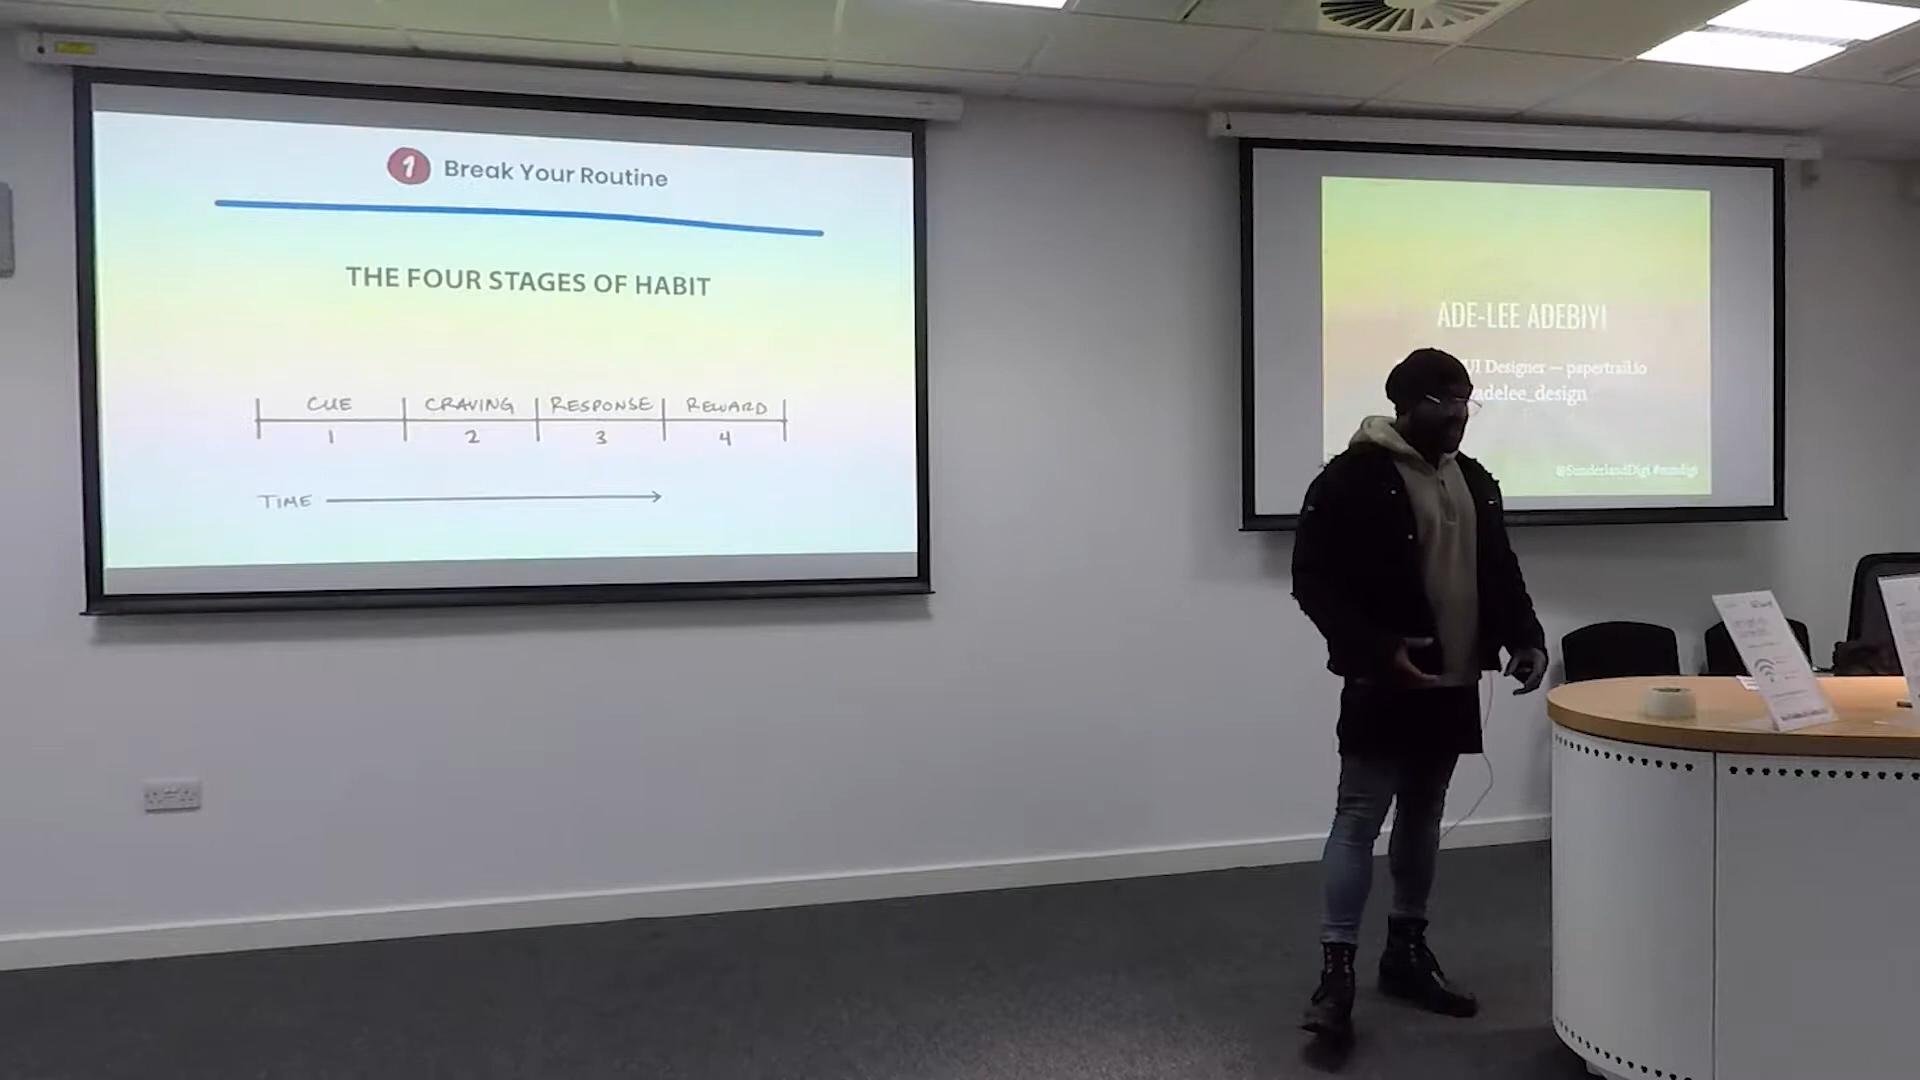 1 Break Your Routine
THE FOUR STAGES OF HABIT
CUE CRAVING RESPONSE REWARD
1 2 3 4
TIME
ADE-LEE ADEBIYI
UI Designer — papertrail.io
adelee_design
@SunderlandDigi #sundigi